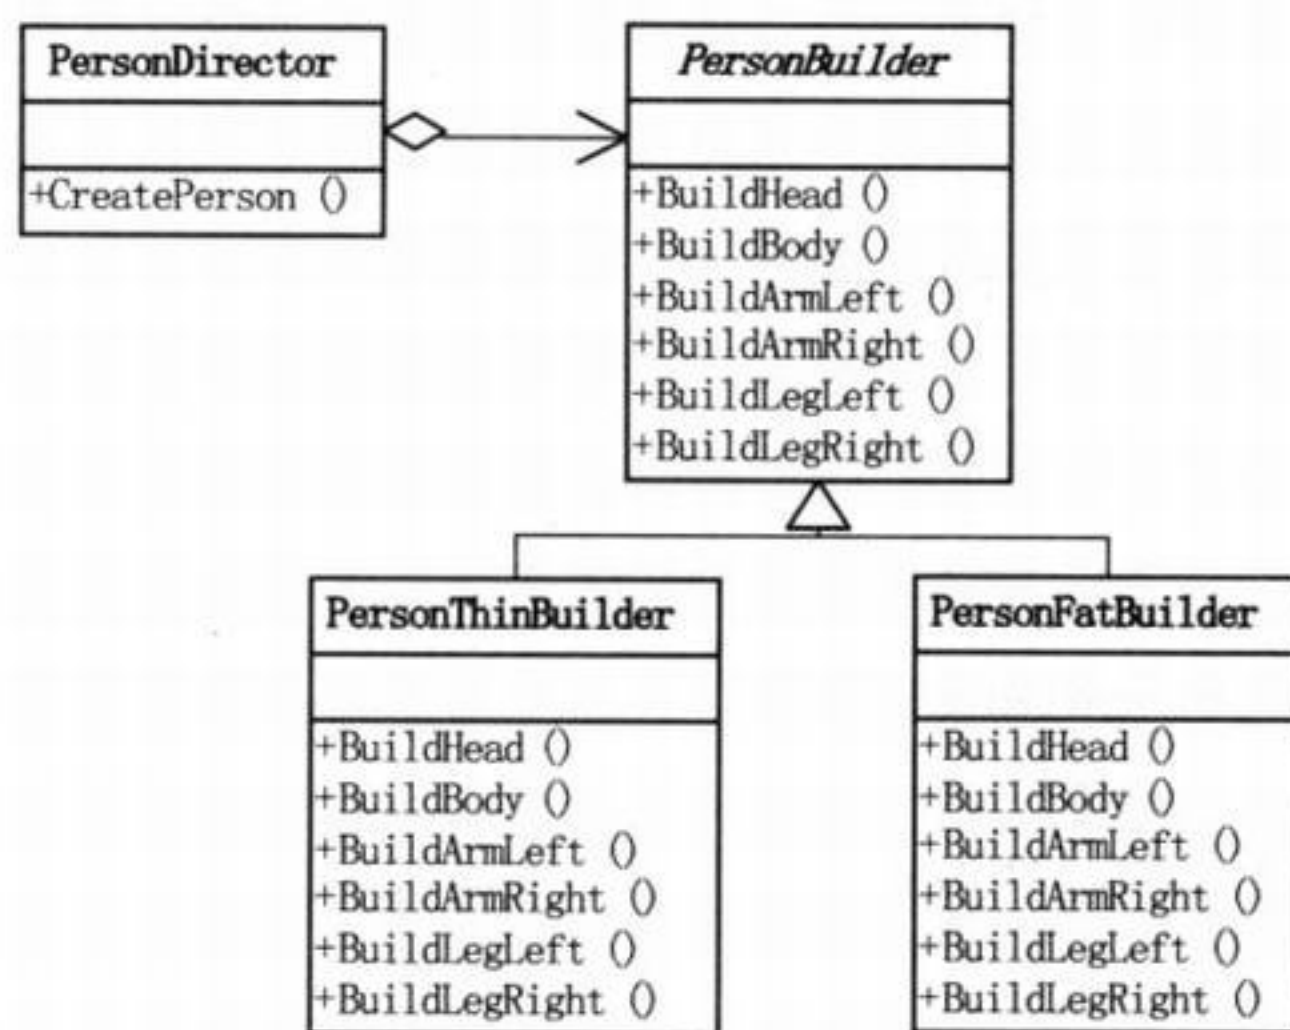 PersonDirector
+CreatePerson ()
PersonBuilder
+BuildHead ()
+BuildBody ()
+BuildArmLeft ()
+BuildArmRight ()
+BuildLegLeft ()
+BuildLegRight ()
PersonThinBuilder
+BuildHead ()
+BuildBody ()
+BuildArmLeft ()
+BuildArmRight ()
+BuildLegLeft ()
+BuildLegRight ()
PersonFatBuilder
+BuildHead ()
+BuildBody ()
+BuildArmLeft ()
+BuildArmRight ()
+BuildLegLeft ()
+BuildLegRight ()